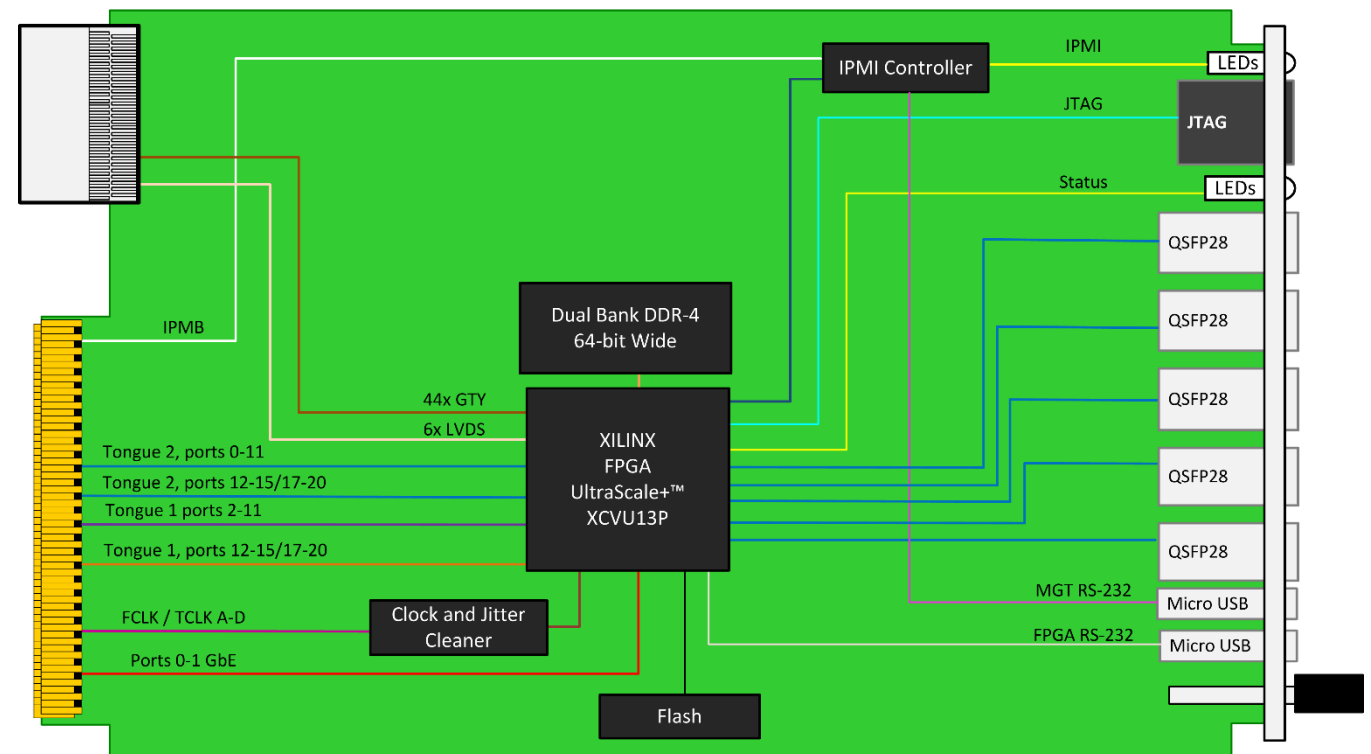 IPMI
IPMI Controller
LEDs
JTAG
JTAG
Status
LEDs
QSFP28
QSFP28
Dual Bank DDR-4
64-bit Wide
IPMB
QSFP28
44x GTY
6x LVDS
XILINX
FPGA
UltraScale+™
XCVU13P
Tongue 2, ports 0-11
QSFP28
Tongue 2, ports 12-15/17-20
Tongue 1 ports 2-11
Tongue 1, ports 12-15/17-20
QSFP28
MGT RS-232
Micro USB
FCLK / TCLK A-D
Clock and Jitter
Cleaner
FPGA RS-232
Micro USB
Ports 0-1 GbE
Flash